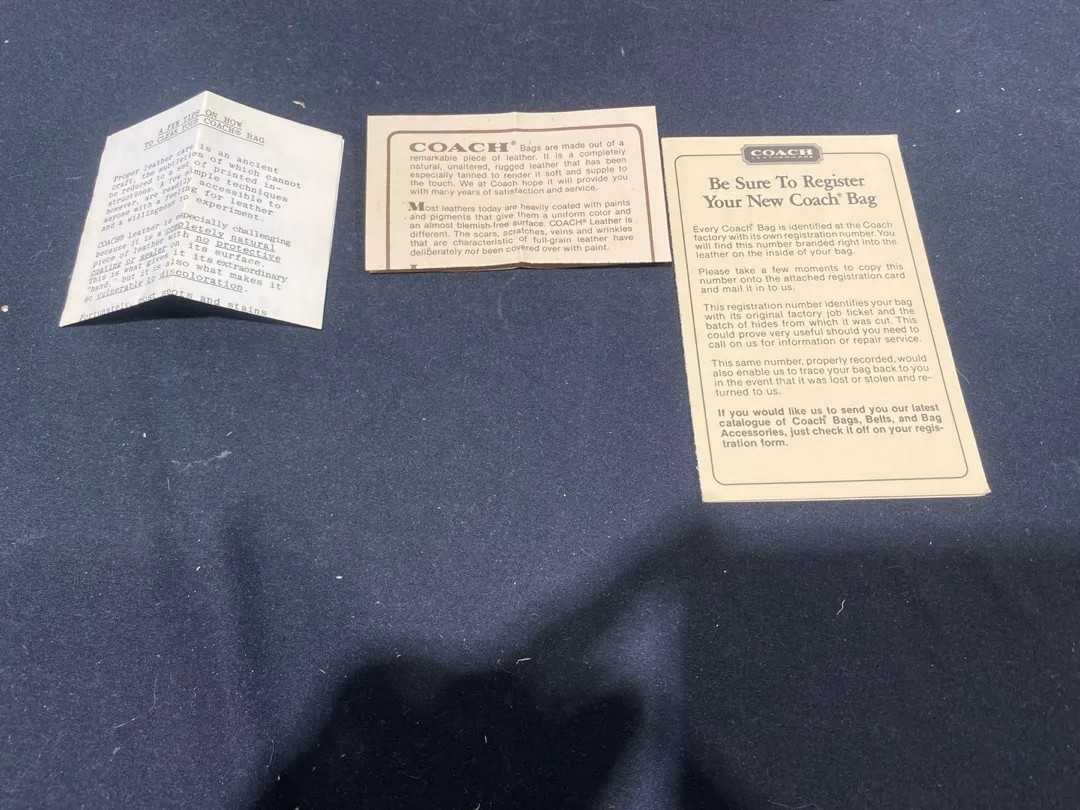 A FEW TIPS ON HOW
TO CLEAN YOUR COACH® BAG
Proper leather care is an ancient
craft, the subtleties of which cannot
be reduced to a set of printed in-
structions. A few simple techniques
however, are readily accessible to
anyone with a feeling for leather
and a willingness to experiment.
COACH® Leather is especially challenging
because it is a completely natural
piece of leather with no protective
coating or sealer on its surface.
This is what gives it its extraordinary
"hand," but it is also what makes it
so vulnerable to discoloration.
Fortunately, most spots and stains
COACH® Bags are made out of a
remarkable piece of leather. It is a completely
natural, unaltered, rugged leather that has been
especially tanned to render it soft and supple to
the touch. We at Coach hope it will provide you
with many years of satisfaction and service.
Most leathers today are heavily coated with paints
and pigments that give them a uniform color and
an almost blemish-free surface. COACH® Leather is
different. The scars, scratches, veins and wrinkles
that are characteristic of full-grain leather have
deliberately not been covered over with paint.
COACH
LEATHERWARE
Be Sure To Register
Your New Coach® Bag
Every Coach® Bag is identified at the Coach
factory with its own registration number. You
will find this number branded right into the
leather on the inside of your bag.
Please take a few moments to copy this
number onto the attached registration card
and mail it in to us.
This registration number identifies your bag
with its original factory job ticket and the
batch of hides from which it was cut. This
could prove very useful should you need to
call on us for information or repair service.
This same number, properly recorded, would
also enable us to trace your bag back to you
in the event that it was lost or stolen and re-
turned to us.
If you would like us to send you our latest
catalogue of Coach® Bags, Belts, and Bag
Accessories, just check it off on your regis-
tration form.